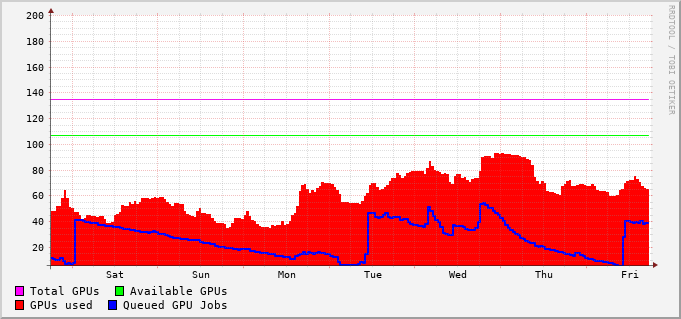 200
180
160
140
120
100
80
60
40
20
Sat Sun Mon Tue Wed Thu Fri
Total GPUs Available GPUs
GPUs used Queued GPU Jobs
RRDTOOL / TOBI OETIKER